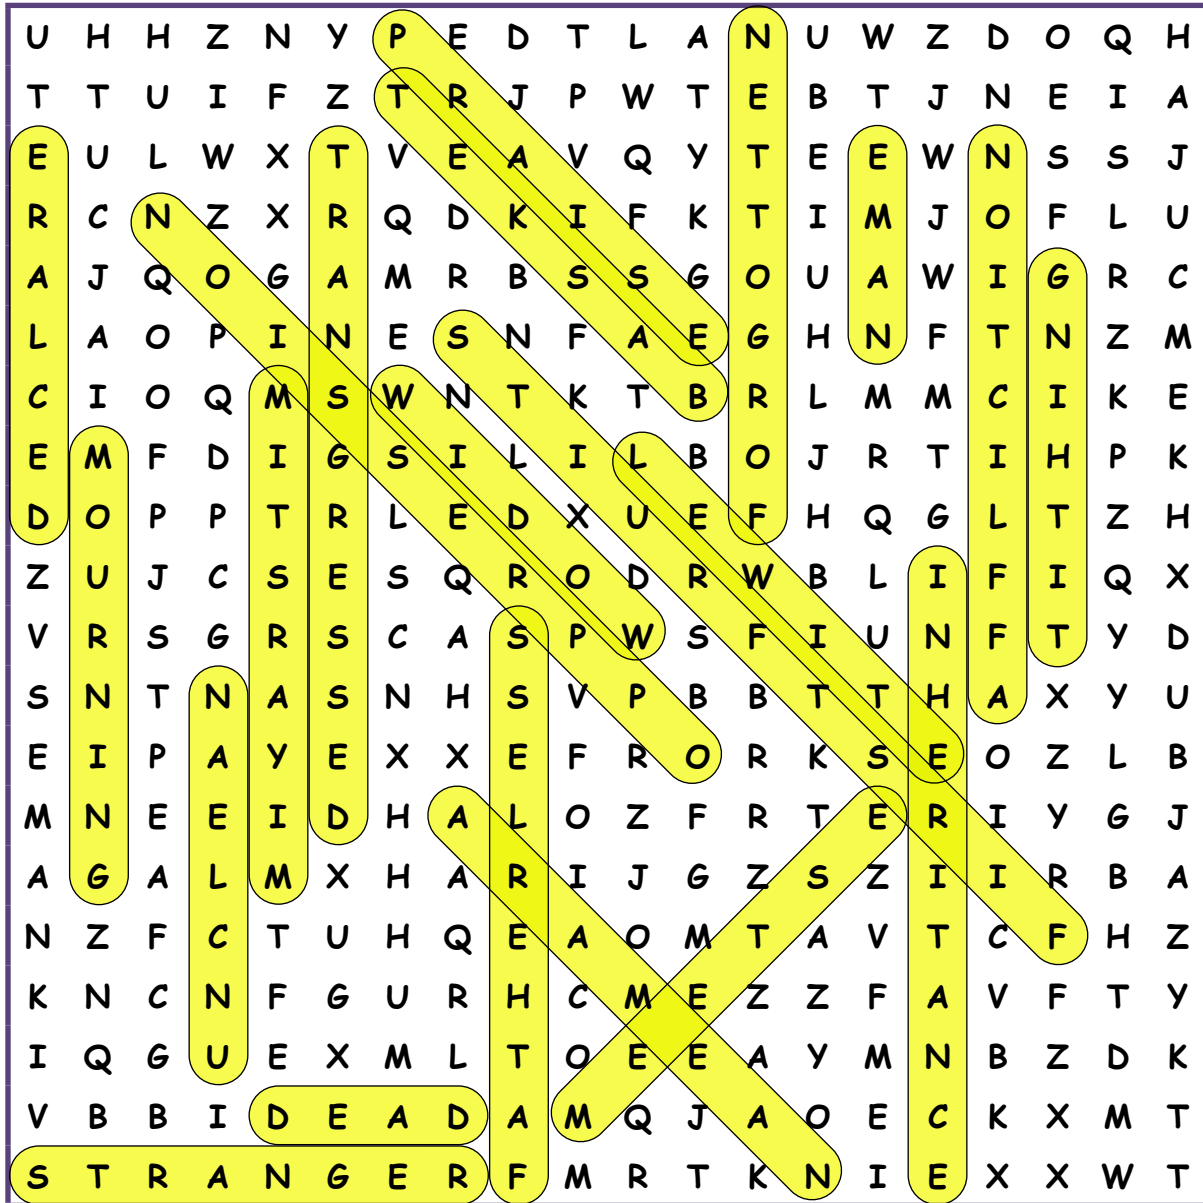 U H H Z N Y P E D T L A N U W Z D O Q H
T T U I F Z T R J P W T E B T J N E I A
E U L W X T V E A V Q Y T E E W N S S J
R C N Z X R Q D K I F K T I M J O F L U
A J Q O G A M R B S S G O U A W I G R C
L A O P I N E S N F A E G H N F T N Z M
C I O Q M S W N T K T B R L M M C I K E
E M F D I G S I L I L B O J R T I H P K
D O P P T R L E D X U E F H Q G L T Z H
Z U J C S E S Q R O D R W B L I F I Q X
V R S G R S C A S P W S F I U N F T Y D
S N T N A S N H S V P B B T T H A X Y U
E I P A Y E X X E F R O R K S E O Z L B
M N E E I D H A L O Z F R T E R I Y G J
A G A L M X H A R I J G Z S Z I I R B A
N Z F C T U H Q E A O M T A V T C F H Z
K N C N F G U R H C M E Z Z F A V F T Y
I Q G U E X M L T O E E A Y M N B Z D K
V B B I D E A D A M Q J A O E C K X M T
S T R A N G E R F M R T K N I E X X W T